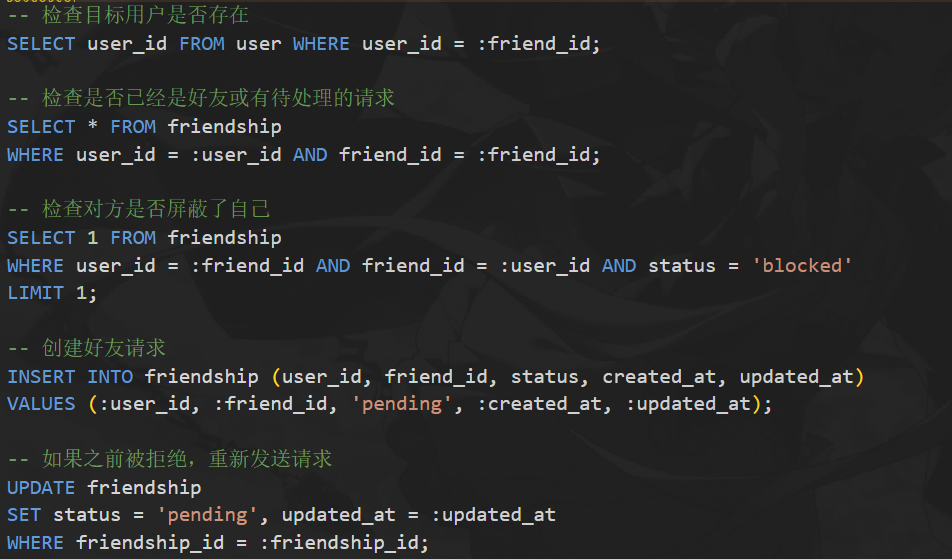 -- 检查目标用户是否存在
SELECT user_id FROM user WHERE user_id = :friend_id;
-- 检查是否已经是好友或有待处理的请求
SELECT * FROM friendship
WHERE user_id = :user_id AND friend_id = :friend_id;
-- 检查对方是否屏蔽了自己
SELECT 1 FROM friendship
WHERE user_id = :friend_id AND friend_id = :user_id AND status = 'blocked'
LIMIT 1;
-- 创建好友请求
INSERT INTO friendship (user_id, friend_id, status, created_at, updated_at)
VALUES (:user_id, :friend_id, 'pending', :created_at, :updated_at);
-- 如果之前被拒绝，重新发送请求
UPDATE friendship
SET status = 'pending', updated_at = :updated_at
WHERE friendship_id = :friendship_id;